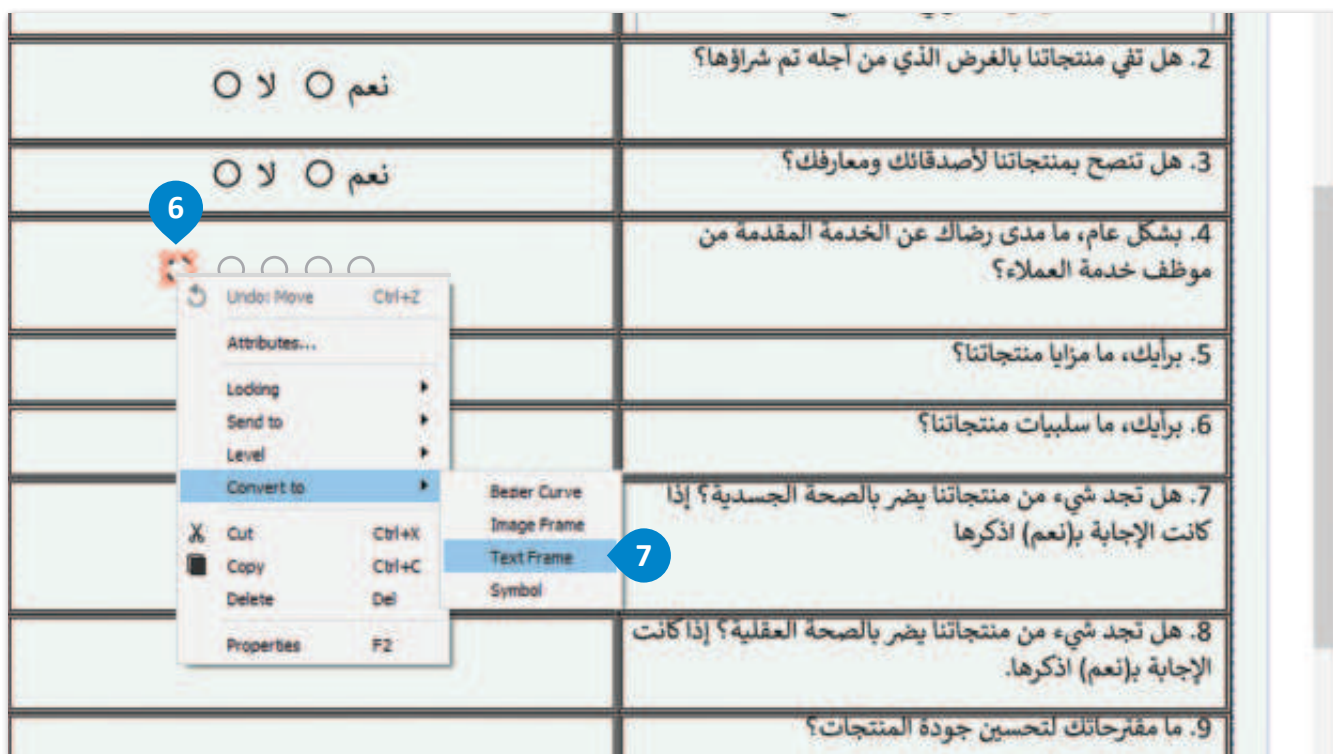 2. هل تفي منتجاتنا بالغرض الذي من أجله تم شراؤها؟
نعم لا
3. هل تنصح بمنتجاتنا لأصدقائك ومعارفك؟
نعم لا
6
4. بشكل عام، ما مدى رضاك عن الخدمة المقدمة من
موظف خدمة العملاء؟
Undo: Move Ctrl+Z
Attributes...
Locking
Send to
Level
Convert to
Cut Ctrl+X
Copy Ctrl+C
Delete Del
Properties F2
Bezier Curve
Image Frame
Text Frame
Symbol
7
5. برأيك، ما مزايا منتجاتنا؟
6. برأيك، ما سلبيات منتجاتنا؟
7. هل تجد شيء من منتجاتنا يضر بالصحة الجسدية؟ إذا
كانت الإجابة بـ(نعم) اذكرها
8. هل تجد شيء من منتجاتنا يضر بالصحة العقلية؟ إذا كانت
الإجابة بـ(نعم) اذكرها.
9. ما مقترحاتك لتحسين جودة المنتجات؟